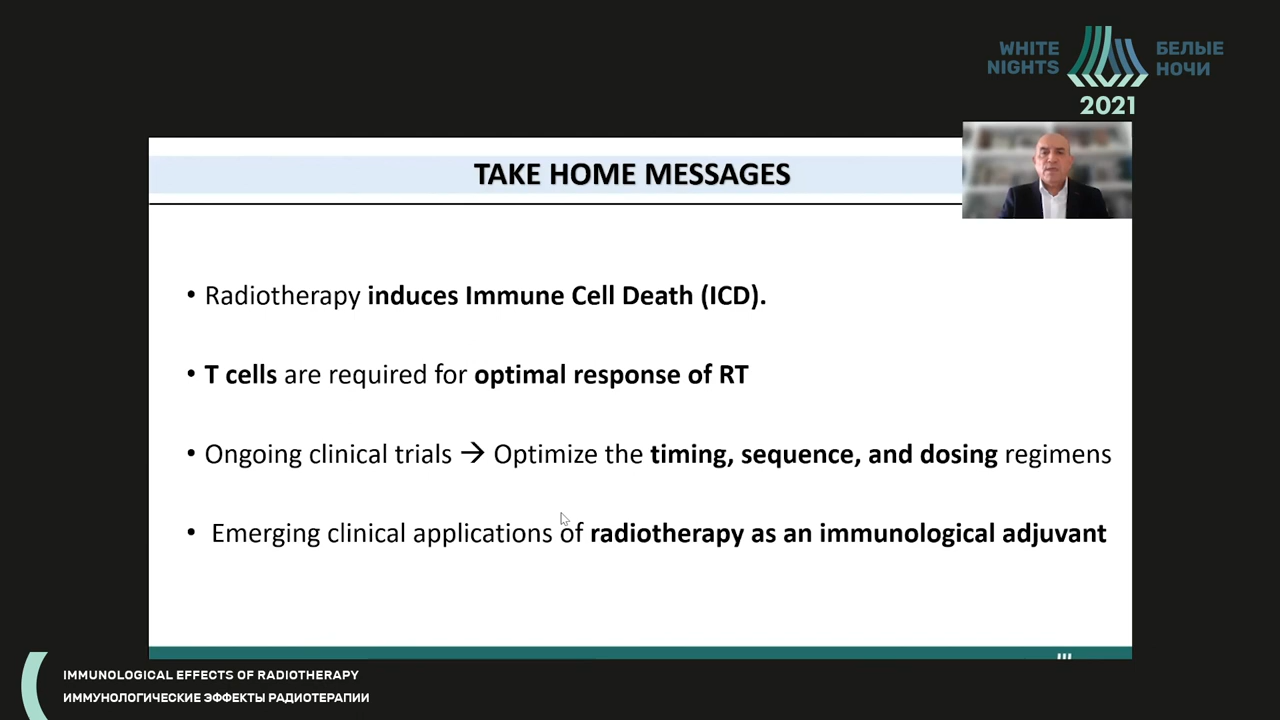 WHITE NIGHTS
БЕЛЫЕ НОЧИ
2021
TAKE HOME MESSAGES
• Radiotherapy induces Immune Cell Death (ICD).
• T cells are required for optimal response of RT
• Ongoing clinical trials → Optimize the timing, sequence, and dosing regimens
• Emerging clinical applications of radiotherapy as an immunological adjuvant
IMMUNOLOGICAL EFFECTS OF RADIOTHERAPY
ИММУНОЛОГИЧЕСКИЕ ЭФФЕКТЫ РАДИОТЕРАПИИ